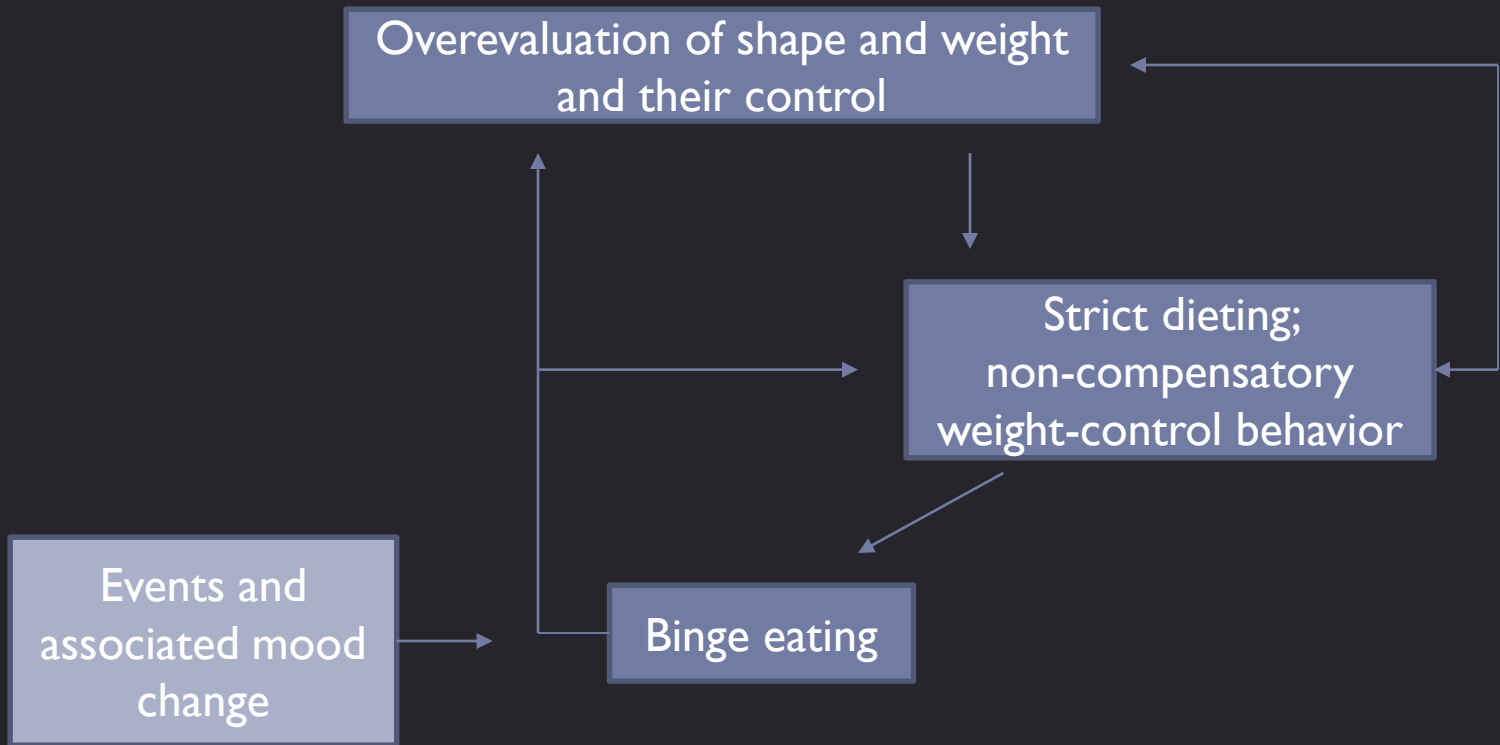 Overevaluation of shape and weight
and their control
Strict dieting;
non-compensatory
weight-control behavior
Events and
associated mood
change
Binge eating